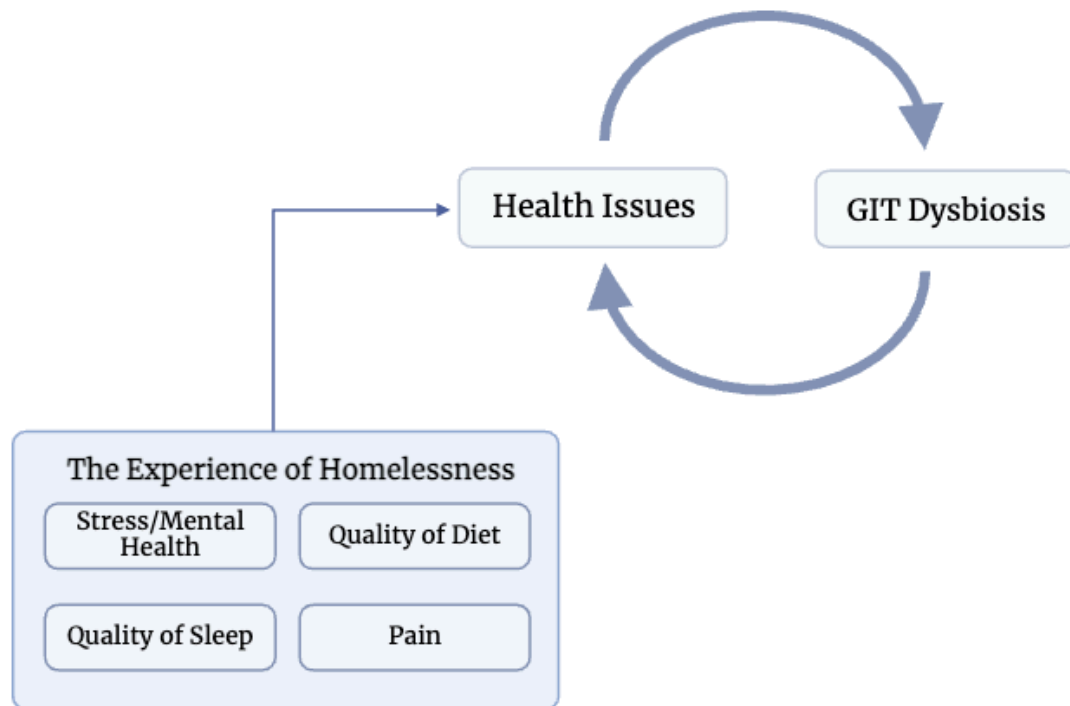 Health Issues
GIT Dysbiosis
The Experience of Homelessness
Stress/Mental
Health
Quality of Diet
Quality of Sleep
Pain